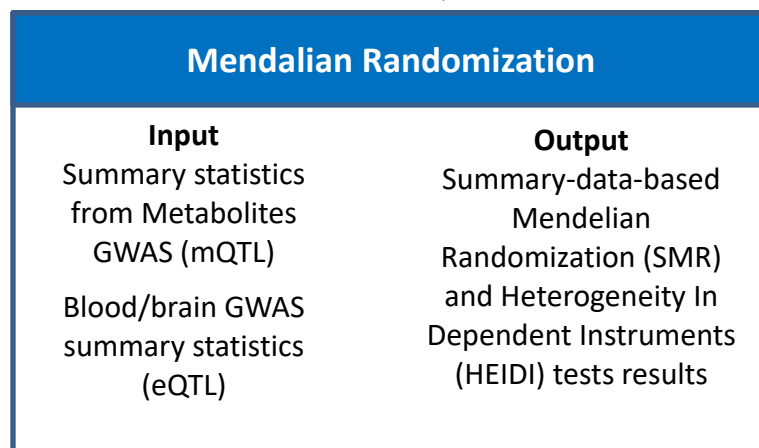 Mendalian Randomization
Input
Summary statistics
from Metabolites
GWAS (mQTL)
Blood/brain GWAS
summary statistics
(eQTL)
Output
Summary-data-based
Mendelian
Randomization (SMR)
and Heterogeneity In
Dependent Instruments
(HEIDI) tests results